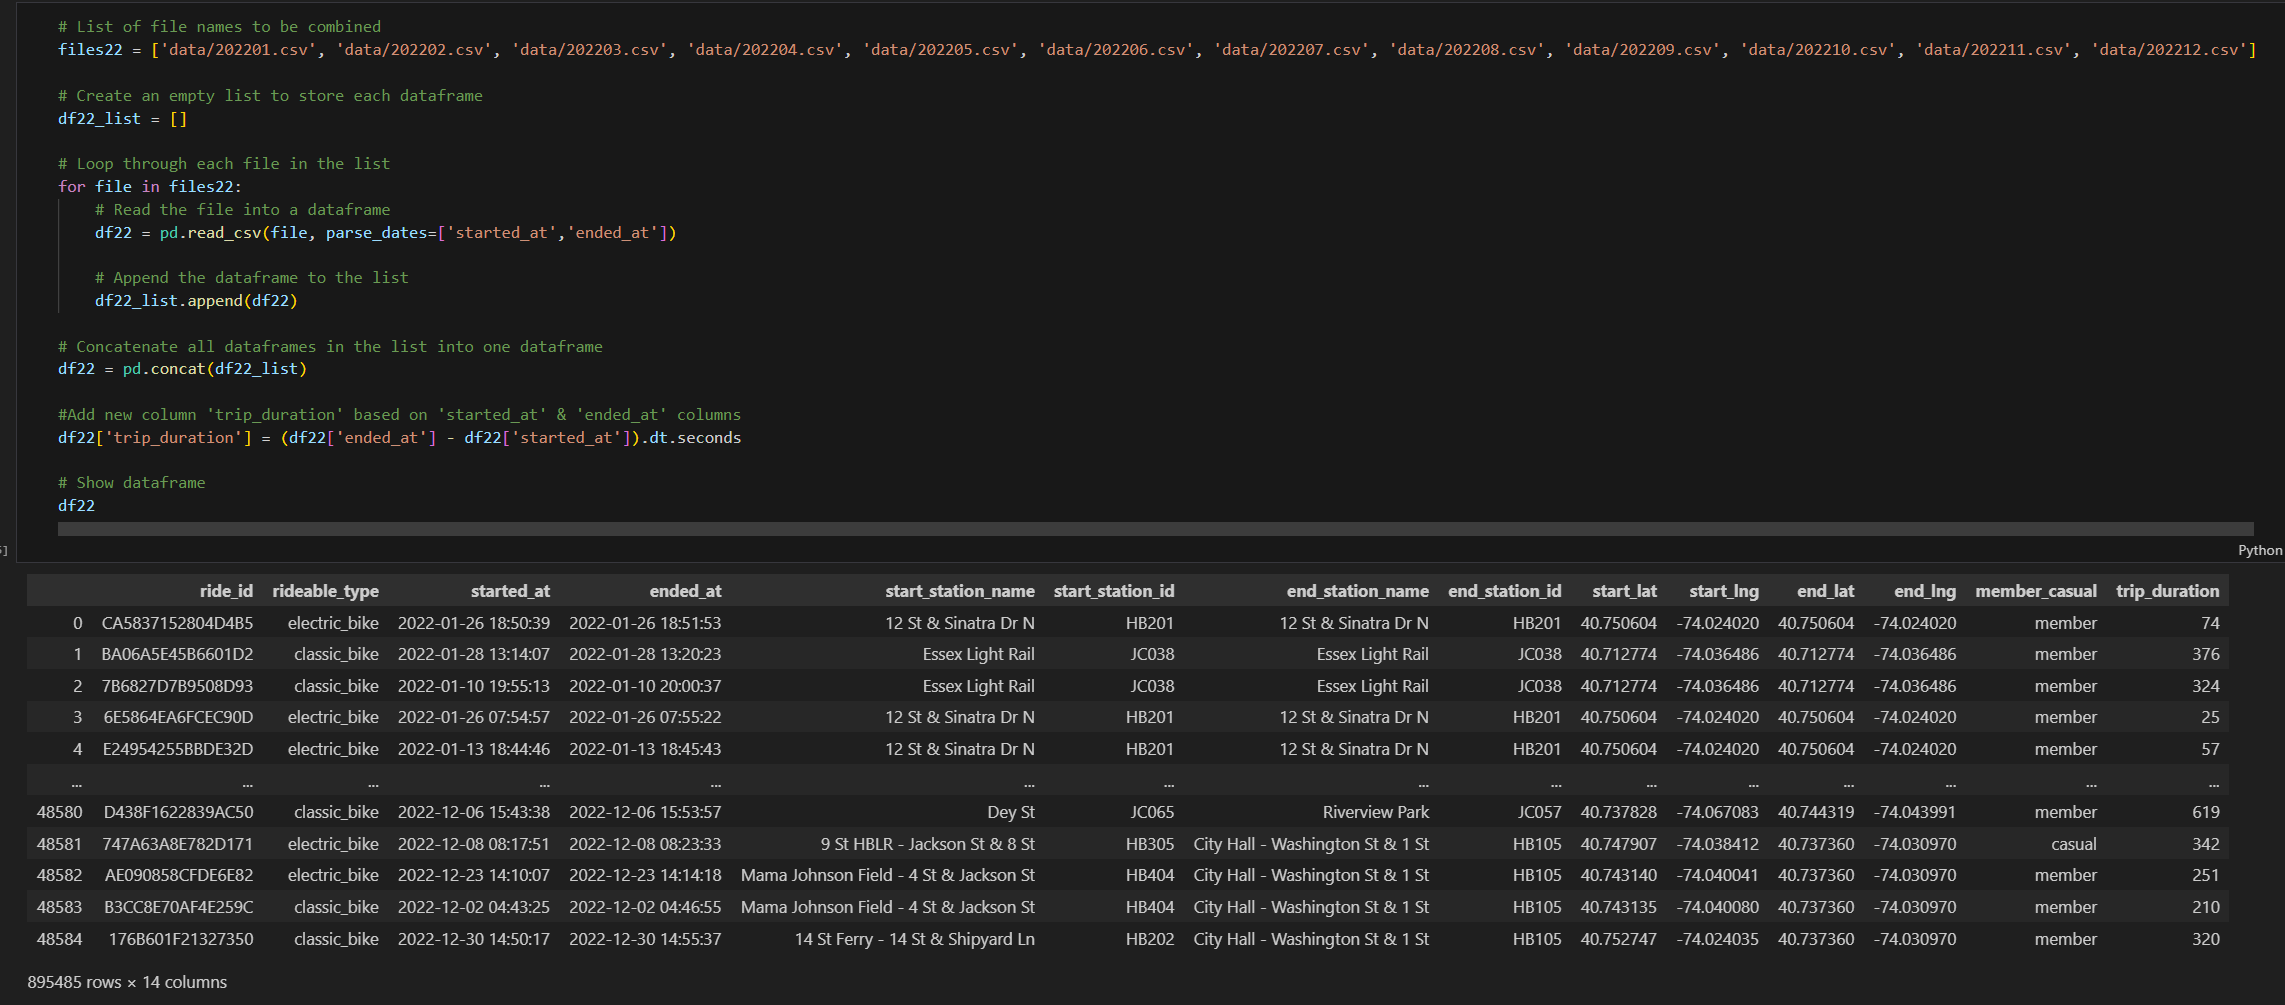 # List of file names to be combined
files22 = ['data/202201.csv', 'data/202202.csv', 'data/202203.csv', 'data/202204.csv', 'data/202205.csv', 'data/202206.csv', 'data/202207.csv', 'data/202208.csv', 'data/202209.csv', 'data/202210.csv', 'data/202211.csv', 'data/202212.csv']
# Create an empty list to store each dataframe
df22_list = []
# Loop through each file in the list
for file in files22:
    # Read the file into a dataframe
    df22 = pd.read_csv(file, parse_dates=['started_at','ended_at'])
    # Append the dataframe to the list
    df22_list.append(df22)
# Concatenate all dataframes in the list into one dataframe
df22 = pd.concat(df22_list)
#Add new column 'trip_duration' based on 'started_at' & 'ended_at' columns
df22['trip_duration'] = (df22['ended_at'] - df22['started_at']).dt.seconds
# Show dataframe
df22
]
Python
ride_id rideable_type started_at ended_at start_station_name start_station_id end_station_name end_station_id start_lat start_lng end_lat end_lng member_casual trip_duration
0 CA5837152804D4B5 electric_bike 2022-01-26 18:50:39 2022-01-26 18:51:53 12 St & Sinatra Dr N HB201 12 St & Sinatra Dr N HB201 40.750604 -74.024020 40.750604 -74.024020 member 74
1 BA06A5E45B6601D2 classic_bike 2022-01-28 13:14:07 2022-01-28 13:20:23 Essex Light Rail JC038 Essex Light Rail JC038 40.712774 -74.036486 40.712774 -74.036486 member 376
2 7B6827D7B9508D93 classic_bike 2022-01-10 19:55:13 2022-01-10 20:00:37 Essex Light Rail JC038 Essex Light Rail JC038 40.712774 -74.036486 40.712774 -74.036486 member 324
3 6E5864EA6FCEC90D electric_bike 2022-01-26 07:54:57 2022-01-26 07:55:22 12 St & Sinatra Dr N HB201 12 St & Sinatra Dr N HB201 40.750604 -74.024020 40.750604 -74.024020 member 25
4 E24954255BBDE32D electric_bike 2022-01-13 18:44:46 2022-01-13 18:45:43 12 St & Sinatra Dr N HB201 12 St & Sinatra Dr N HB201 40.750604 -74.024020 40.750604 -74.024020 member 57
... ... ... ... ... ... ... ... ... ... ... ... ... ... ...
48580 D438F1622839AC50 classic_bike 2022-12-06 15:43:38 2022-12-06 15:53:57 Dey St JC065 Riverview Park JC057 40.737828 -74.067083 40.744319 -74.043991 member 619
48581 747A63A8E782D171 electric_bike 2022-12-08 08:17:51 2022-12-08 08:23:33 9 St HBLR - Jackson St & 8 St HB305 City Hall - Washington St & 1 St HB105 40.747907 -74.038412 40.737360 -74.030970 casual 342
48582 AE090858CFDE6E82 electric_bike 2022-12-23 14:10:07 2022-12-23 14:14:18 Mama Johnson Field - 4 St & Jackson St HB404 City Hall - Washington St & 1 St HB105 40.743140 -74.040041 40.737360 -74.030970 member 251
48583 B3CC8E70AF4E259C classic_bike 2022-12-02 04:43:25 2022-12-02 04:46:55 Mama Johnson Field - 4 St & Jackson St HB404 City Hall - Washington St & 1 St HB105 40.743135 -74.040080 40.737360 -74.030970 member 210
48584 176B601F21327350 classic_bike 2022-12-30 14:50:17 2022-12-30 14:55:37 14 St Ferry - 14 St & Shipyard Ln HB202 City Hall - Washington St & 1 St HB105 40.752747 -74.024035 40.737360 -74.030970 member 320
895485 rows × 14 columns